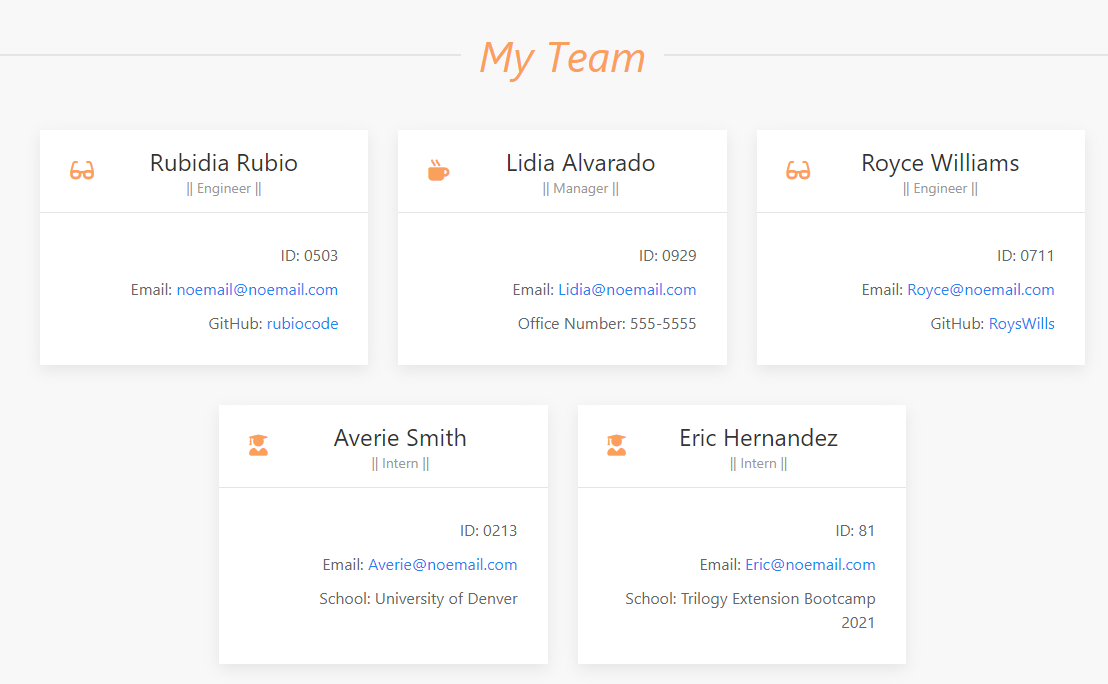 My Team
Rubidia Rubio
|| Engineer ||
ID: 0503
Email: noemail@noemail.com
GitHub: rubiocode
Lidia Alvarado
|| Manager ||
ID: 0929
Email: Lidia@noemail.com
Office Number: 555-5555
Royce Williams
|| Engineer ||
ID: 0711
Email: Royce@noemail.com
GitHub: RoysWills
Averie Smith
|| Intern ||
ID: 0213
Email: Averie@noemail.com
School: University of Denver
Eric Hernandez
|| Intern ||
ID: 81
Email: Eric@noemail.com
School: Trilogy Extension Bootcamp
2021